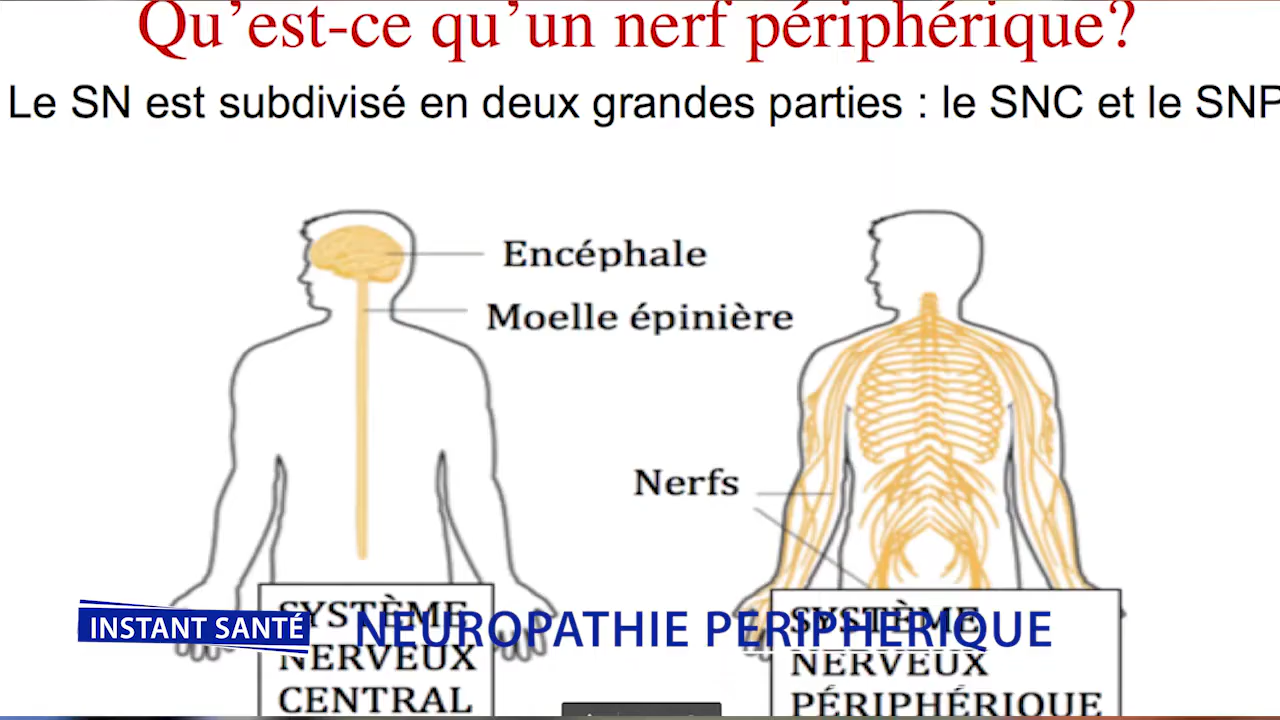 Qu'est-ce qu'un nerf périphérique?
Le SN est subdivisé en deux grandes parties : le SNC et le SNP
Encéphale
Moelle épinière
Nerfs
SYSTÈME
NERVEUX
CENTRAL
SYSTÈME
NERVEUX
PÉRIPHÉRIQUE
INSTANT SANTÉ
NEUROPATHIE PERIPHERIQUE